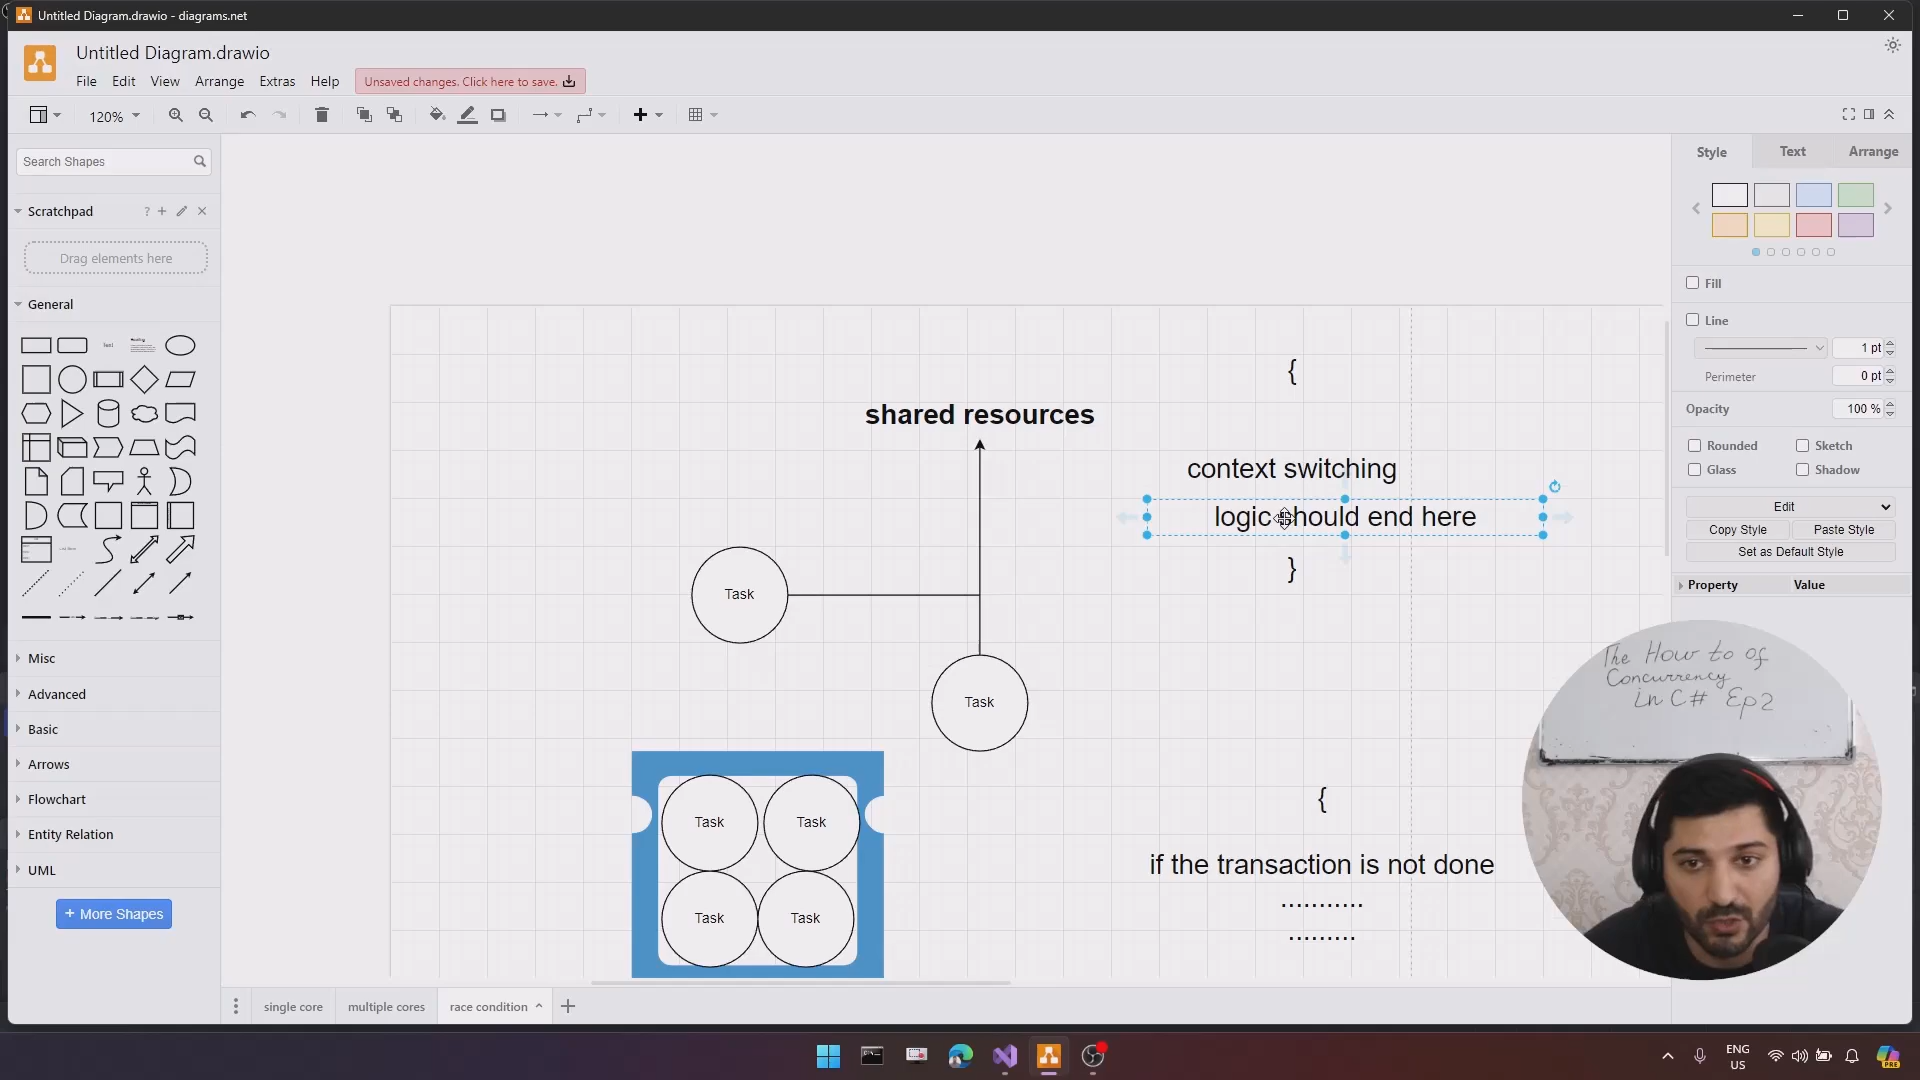 Untitled Diagram.drawio - diagrams.net
Untitled Diagram.drawio
File Edit View Arrange Extras Help Unsaved changes. Click here to save.
120%
Search Shapes
Scratchpad ?
Drag elements here
General
Text
Heading
List Item
Misc
Advanced
Basic
Arrows
Flowchart
Entity Relation
UML
+ More Shapes
{
shared resources
context switching
logic should end here
}
Task
Task
Task Task
Task Task
{
if the transaction is not done
...........
.........
Style Text Arrange
Fill
Line
1 pt
Perimeter 0 pt
Opacity 100 %
Rounded Sketch
Glass Shadow
Edit
Copy Style Paste Style
Set as Default Style
Property Value
The How to of
Concurrency
in C# Ep2
single core multiple cores race condition
ENG
US
PRE